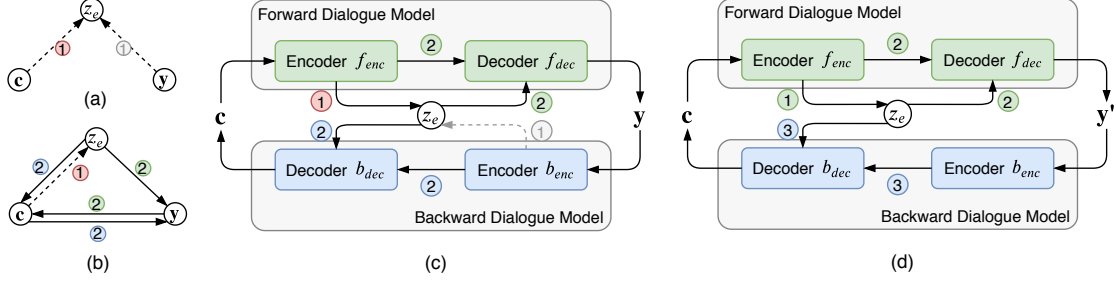 z_e
1
1
c
y
(a)
z_e
2
1
2
c
2
y
2
(b)
Forward Dialogue Model
Encoder f_enc
2
Decoder f_dec
1
2
c
z_e
y
2
1
Decoder b_dec
2
Encoder b_enc
Backward Dialogue Model
(c)
Forward Dialogue Model
Encoder f_enc
2
Decoder f_dec
1
2
c
z_e
y'
3
Decoder b_dec
3
Encoder b_enc
Backward Dialogue Model
(d)